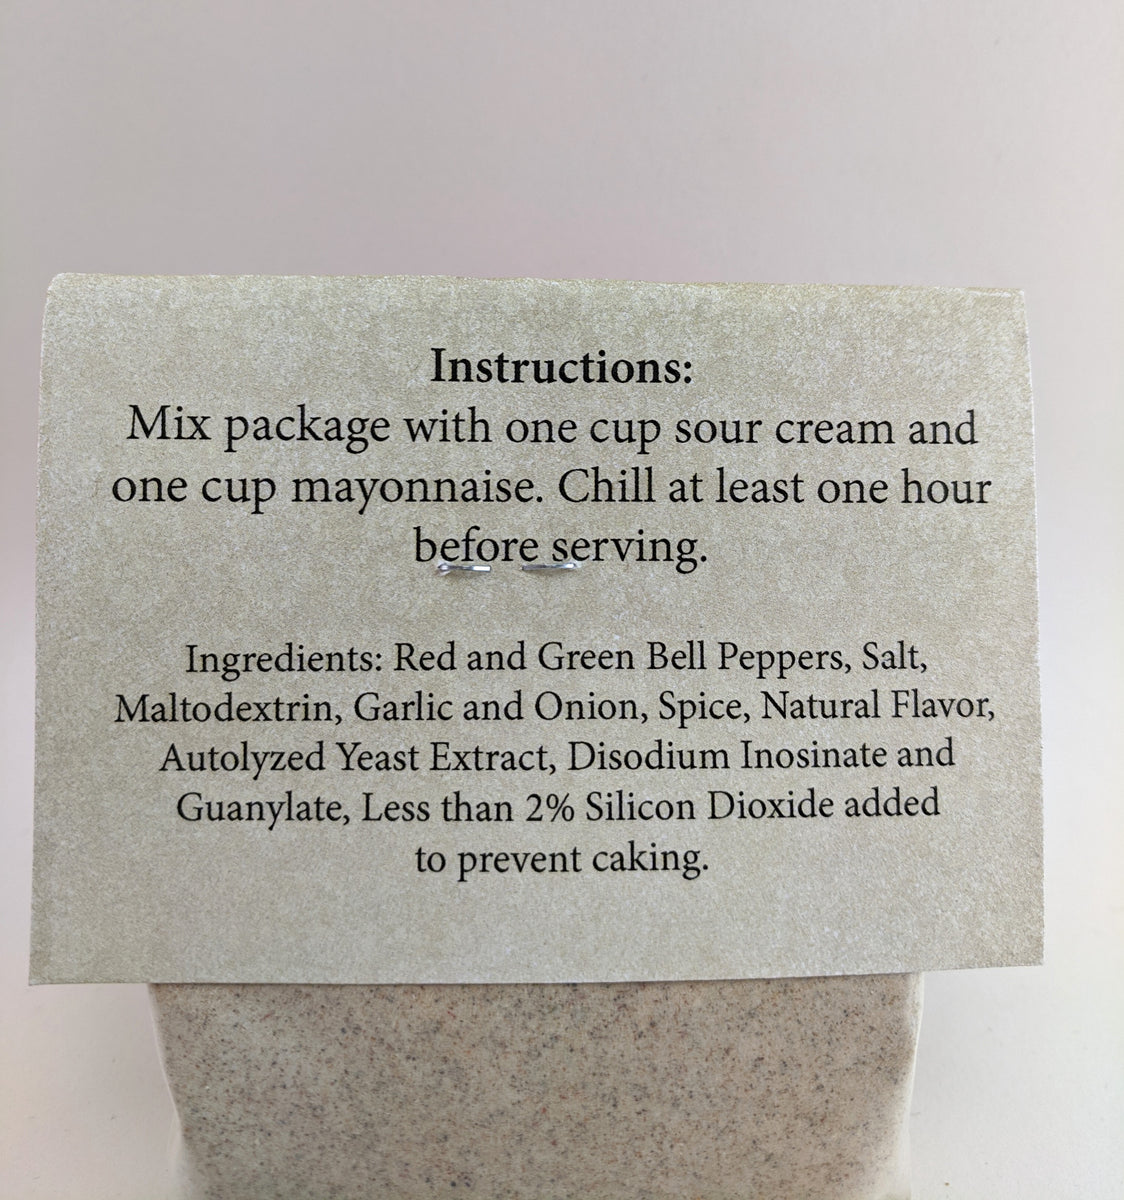 Instructions:
Mix package with one cup sour cream and
one cup mayonnaise. Chill at least one hour
before serving.
Ingredients: Red and Green Bell Peppers, Salt,
Maltodextrin, Garlic and Onion, Spice, Natural Flavor,
Autolyzed Yeast Extract, Disodium Inosinate and
Guanylate, Less than 2% Silicon Dioxide added
to prevent caking.